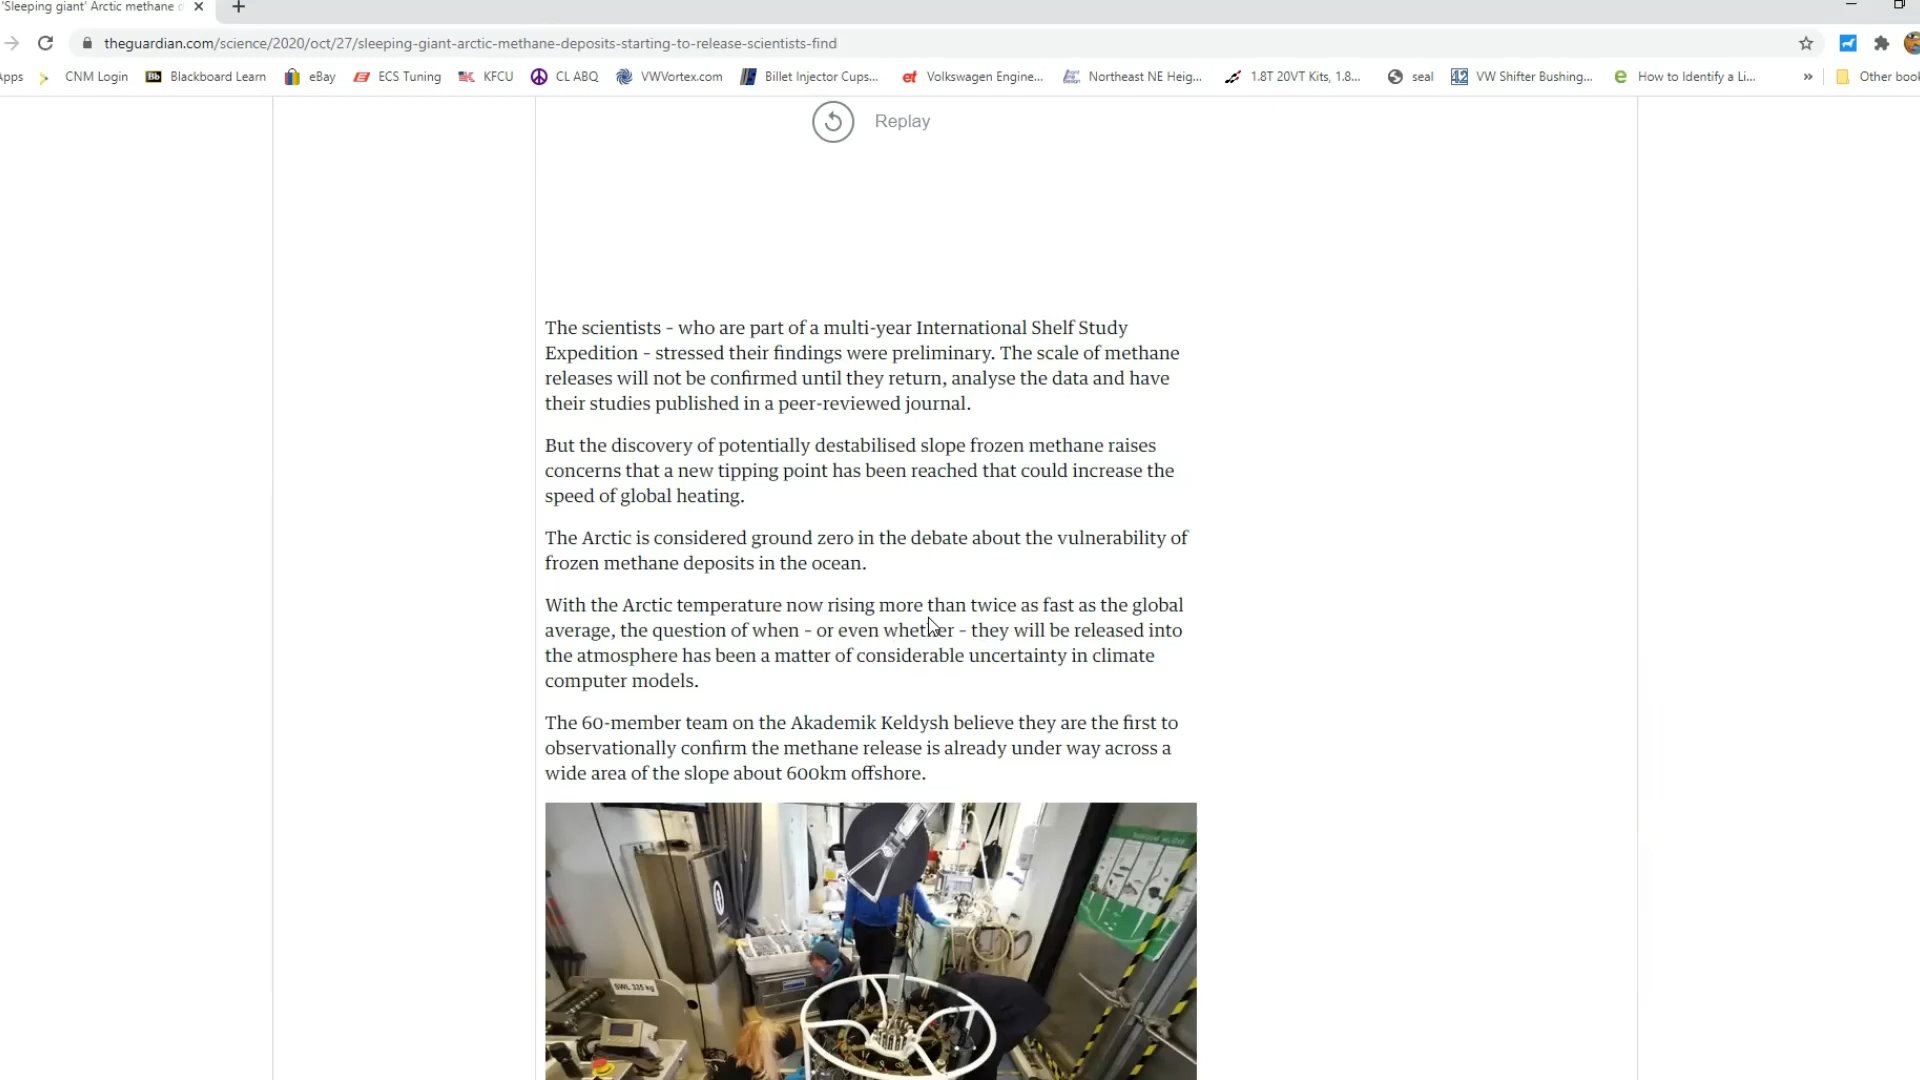 'Sleeping giant' Arctic methane
theguardian.com/science/2020/oct/27/sleeping-giant-arctic-methane-deposits-starting-to-release-scientists-find
pps CNM Login Bb Blackboard Learn eBay ECS Tuning KFCU CL ABQ VWVortex.com Billet Injector Cups... et Volkswagen Engine... Northeast NE Heig... 1.8T 20VT Kits, 1.8... seal 42 VW Shifter Bushing... e How to Identify a Li... » Other book
Replay
The scientists – who are part of a multi-year International Shelf Study
Expedition – stressed their findings were preliminary. The scale of methane
releases will not be confirmed until they return, analyse the data and have
their studies published in a peer-reviewed journal.
But the discovery of potentially destabilised slope frozen methane raises
concerns that a new tipping point has been reached that could increase the
speed of global heating.
The Arctic is considered ground zero in the debate about the vulnerability of
frozen methane deposits in the ocean.
With the Arctic temperature now rising more than twice as fast as the global
average, the question of when – or even whether – they will be released into
the atmosphere has been a matter of considerable uncertainty in climate
computer models.
The 60-member team on the Akademik Keldysh believe they are the first to
observationally confirm the methane release is already under way across a
wide area of the slope about 600km offshore.
SWL 335 kg